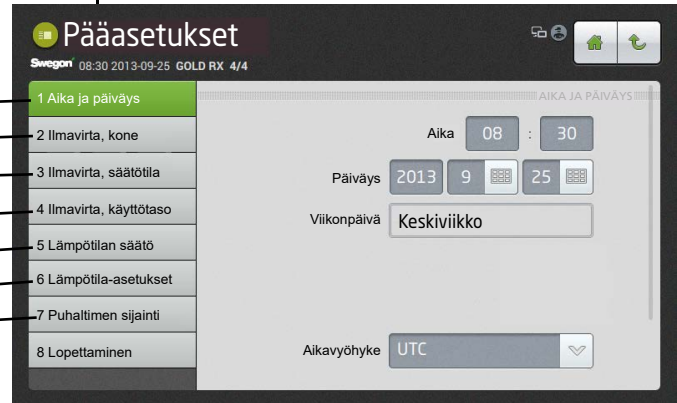 Pääasetukset
Swegon 08:30 2013-09-25 GOLD RX 4/4
1 Aika ja päiväys
2 Ilmavirta, kone
3 Ilmavirta, säätötila
4 Ilmavirta, käyttötaso
5 Lämpötilan säätö
6 Lämpötila-asetukset
7 Puhaltimen sijainti
8 Lopettaminen
AIKA JA PÄIVÄYS
Aika 08 : 30
Päiväys 2013 9 25
Viikonpäivä Keskiviikko
Aikavyöhyke UTC